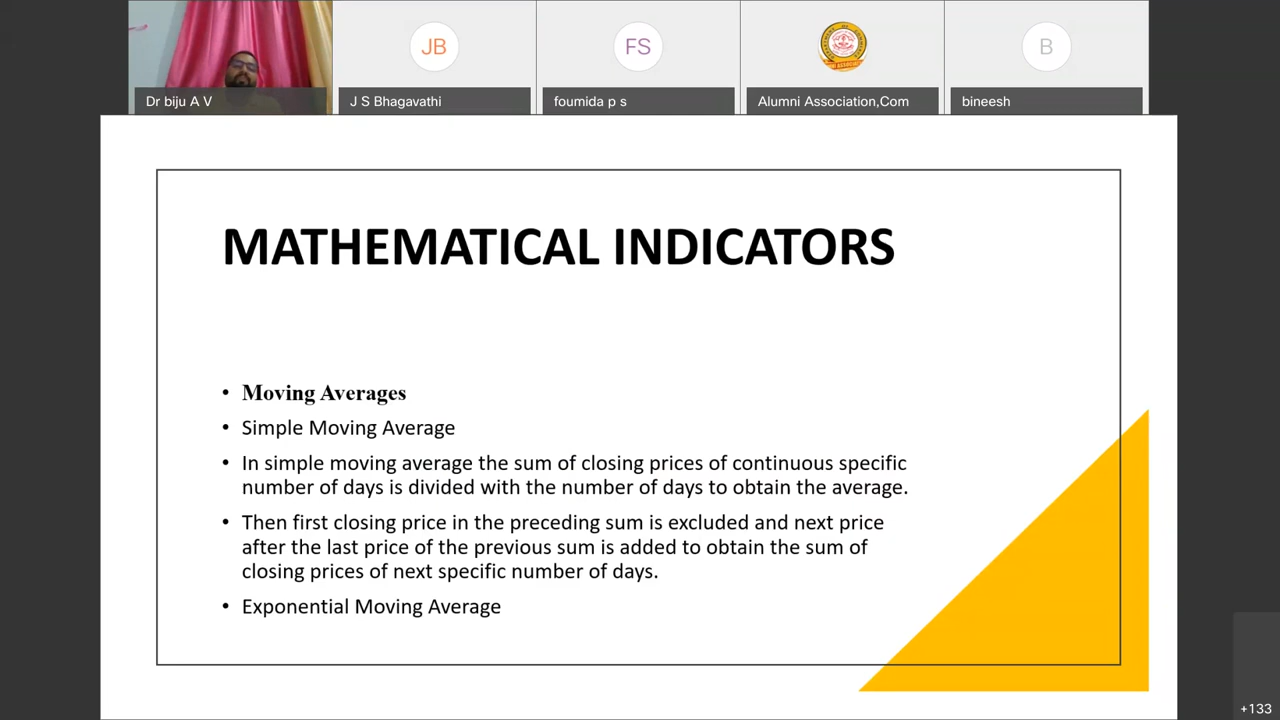 JB
FS
B
Dr biju A V
J S Bhagavathi
foumida p s
Alumni Association,Com
bineesh
MATHEMATICAL INDICATORS
• Moving Averages
• Simple Moving Average
• In simple moving average the sum of closing prices of continuous specific
number of days is divided with the number of days to obtain the average.
• Then first closing price in the preceding sum is excluded and next price
after the last price of the previous sum is added to obtain the sum of
closing prices of next specific number of days.
• Exponential Moving Average
+133